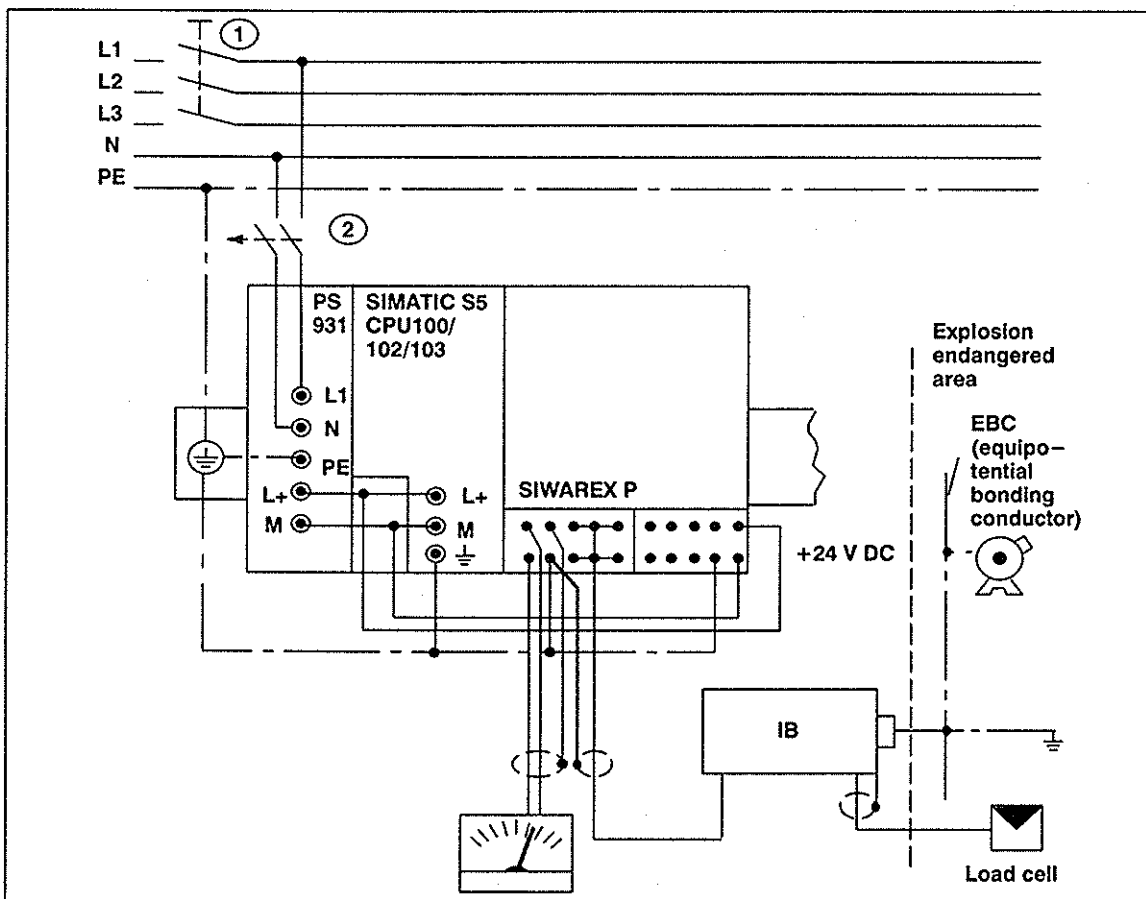 1
L1
L2
L3
N
PE
2
PS
931
SIMATIC S5
CPU100/
102/103
L1
N
PE
L+
M
L+
M
SIWAREX P
+24 V DC
Explosion
endangered
area
EBC
(equipo-
tential
bonding
conductor)
IB
Load cell